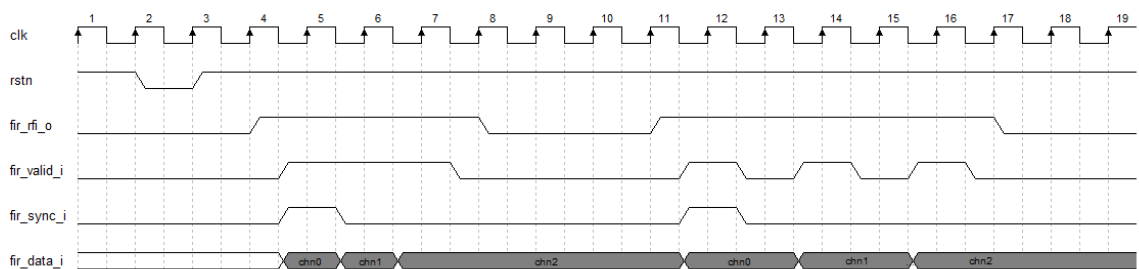 1 2 3 4 5 6 7 8 9 10 11 12 13 14 15 16 17 18 19
clk
rstn
fir_rfi_o
fir_valid_i
fir_sync_i
fir_data_i chn0 chn1 chn2 chn0 chn1 chn2